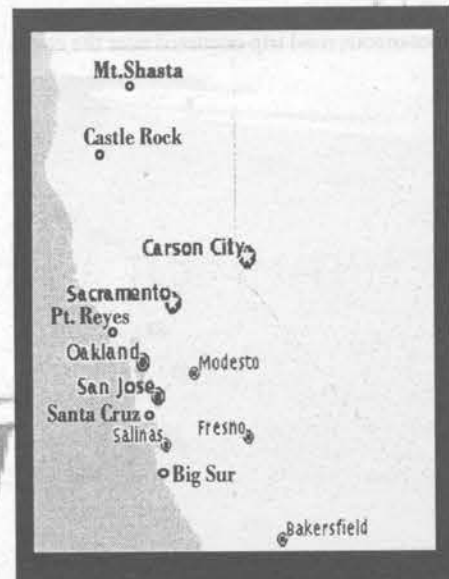 Mt.Shasta
Castle Rock
Carson City
Sacramento
Pt. Reyes
Oakland
Modesto
San Jose
Santa Cruz
Fresno
Salinas
Big Sur
Bakersfield